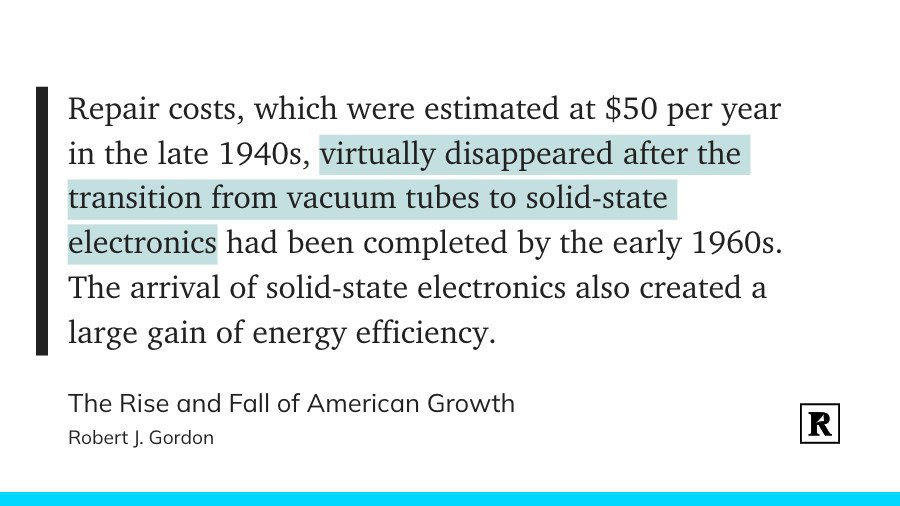 Repair costs, which were estimated at $50 per year
in the late 1940s, virtually disappeared after the
transition from vacuum tubes to solid-state
electronics had been completed by the early 1960s.
The arrival of solid-state electronics also created a
large gain of energy efficiency.
The Rise and Fall of American Growth
Robert J. Gordon
R